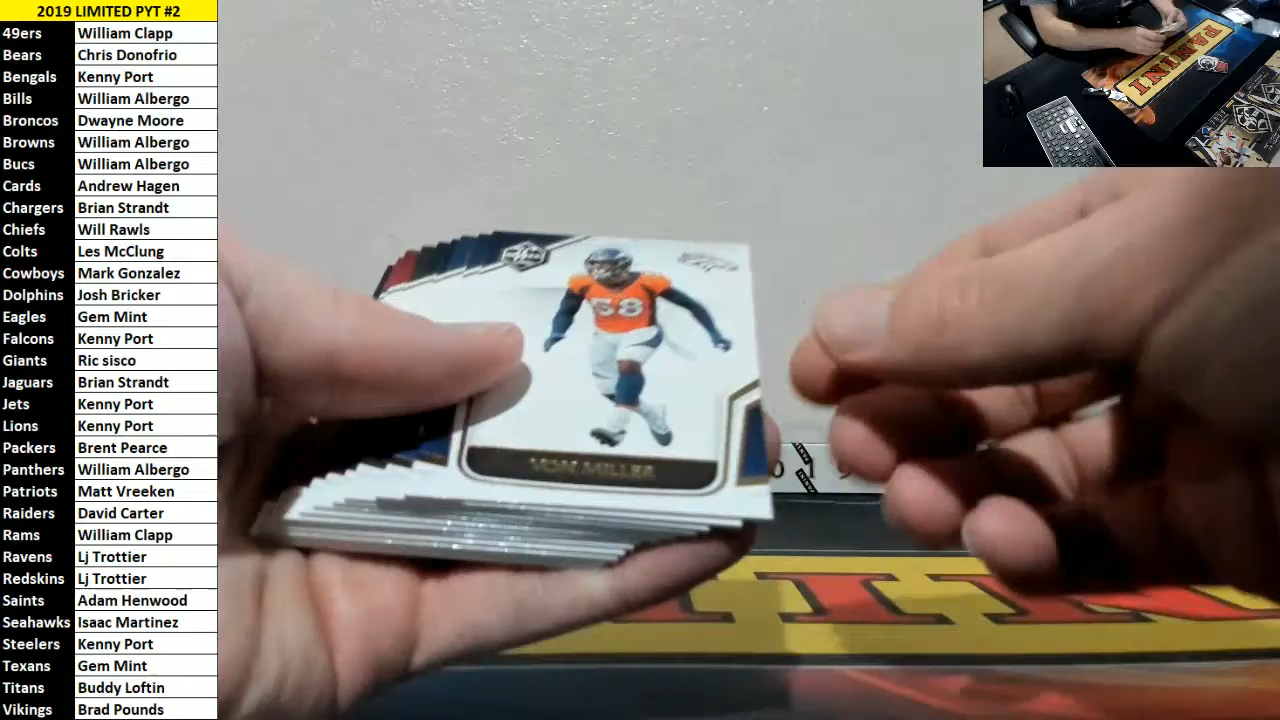 2019 LIMITED PYT #2
49ers William Clapp
Bears Chris Donofrio
Bengals Kenny Port
Bills William Albergo
Broncos Dwayne Moore
Browns William Albergo
Bucs William Albergo
Cards Andrew Hagen
Chargers Brian Strandt
Chiefs Will Rawls
Colts Les McClung
Cowboys Mark Gonzalez
Dolphins Josh Bricker
Eagles Gem Mint
Falcons Kenny Port
Giants Ric sisco
Jaguars Brian Strandt
Jets Kenny Port
Lions Kenny Port
Packers Brent Pearce
Panthers William Albergo
Patriots Matt Vreeken
Raiders David Carter
Rams William Clapp
Ravens Lj Trottier
Redskins Lj Trottier
Saints Adam Henwood
Seahawks Isaac Martinez
Steelers Kenny Port
Texans Gem Mint
Titans Buddy Loftin
Vikings Brad Pounds
PANINI
58
VON MILLER
INI